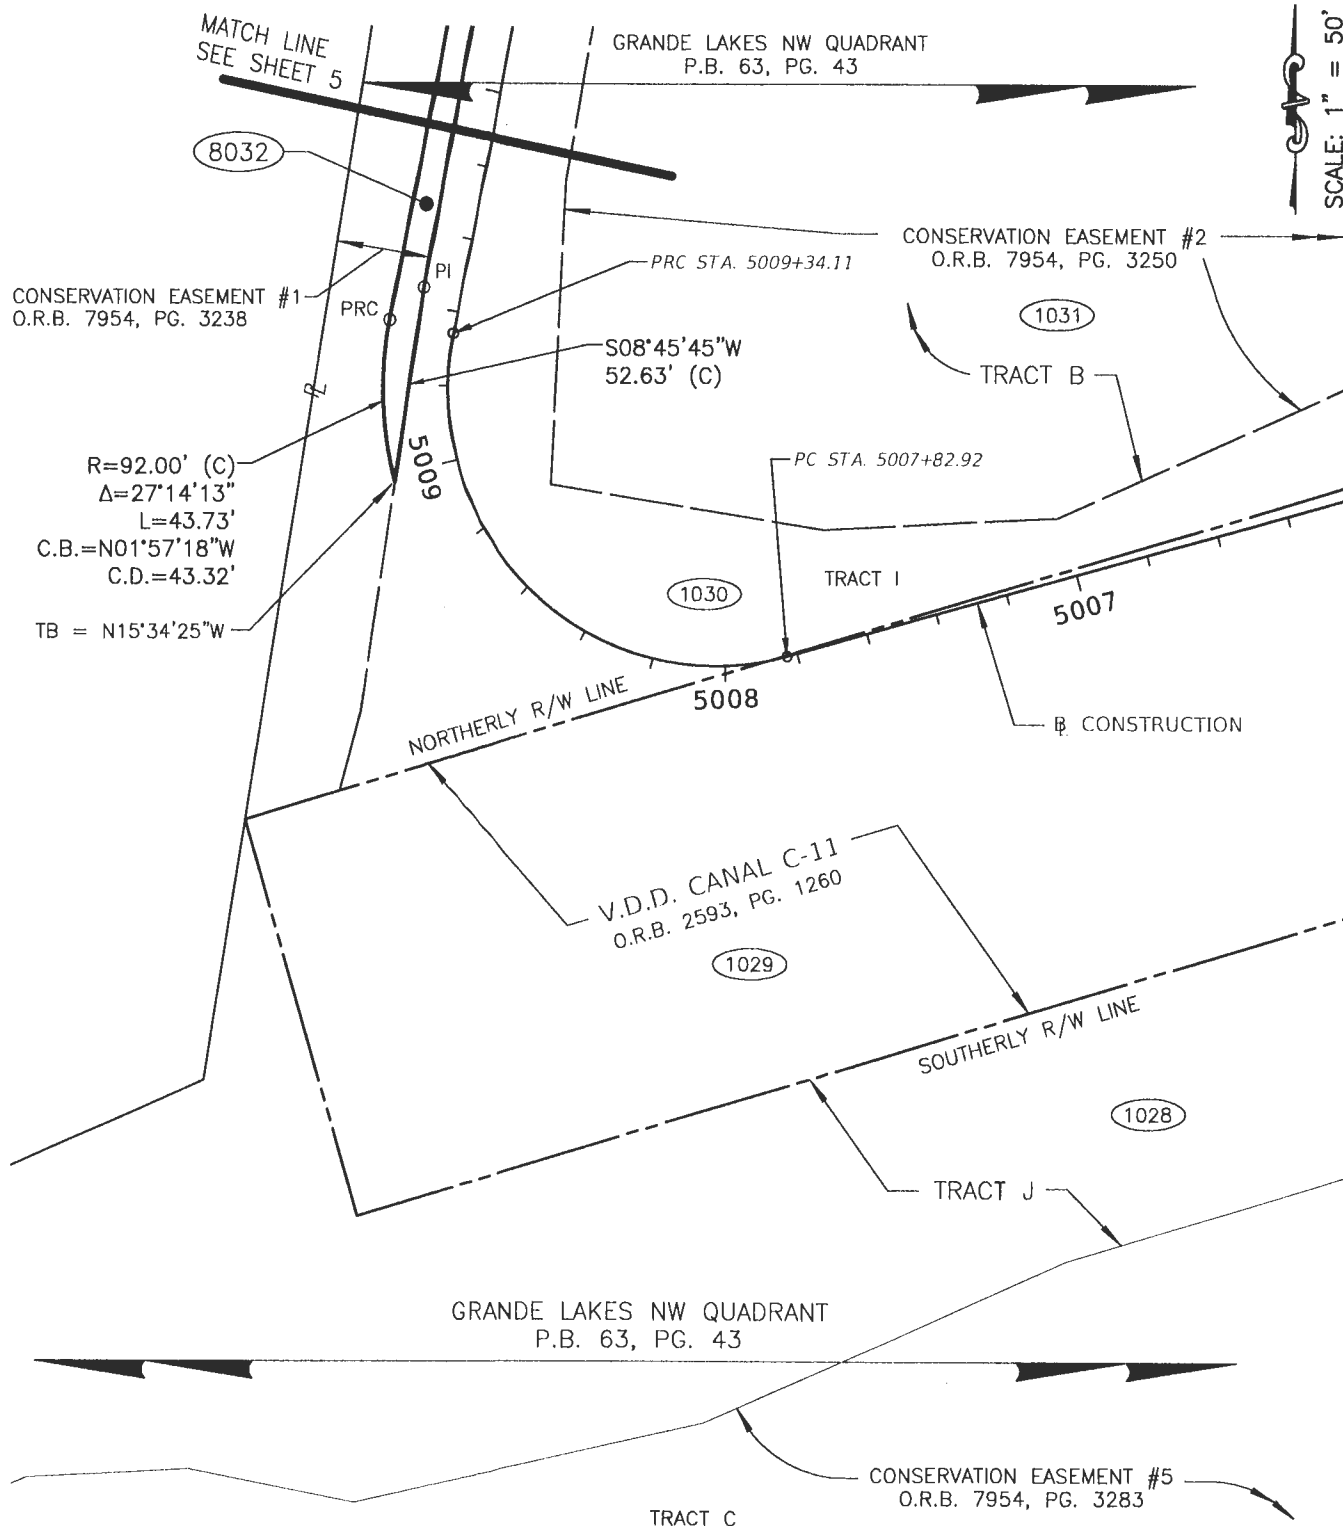 MATCH LINE
SEE SHEET 5
GRANDE LAKES NW QUADRANT
P.B. 63, PG. 43
SCALE: 1" = 50'
8032
CONSERVATION EASEMENT #2
O.R.B. 7954, PG. 3250
PRC STA. 5009+34.11
PI
CONSERVATION EASEMENT #1
O.R.B. 7954, PG. 3238
PRC
1031
S08°45'45"W
52.63' (C)
TRACT B
PL
R=92.00' (C)
Δ=27°14'13"
L=43.73'
C.B.=N01°57'18"W
C.D.=43.32'
5009
PC STA. 5007+82.92
TB = N15°34'25"W
1030
TRACT I
5007
5008
NORTHERLY R/W LINE
BL CONSTRUCTION
V.D.D. CANAL C-11
O.R.B. 2593, PG. 1260
1029
SOUTHERLY R/W LINE
1028
TRACT J
GRANDE LAKES NW QUADRANT
P.B. 63, PG. 43
CONSERVATION EASEMENT #5
O.R.B. 7954, PG. 3283
TRACT C